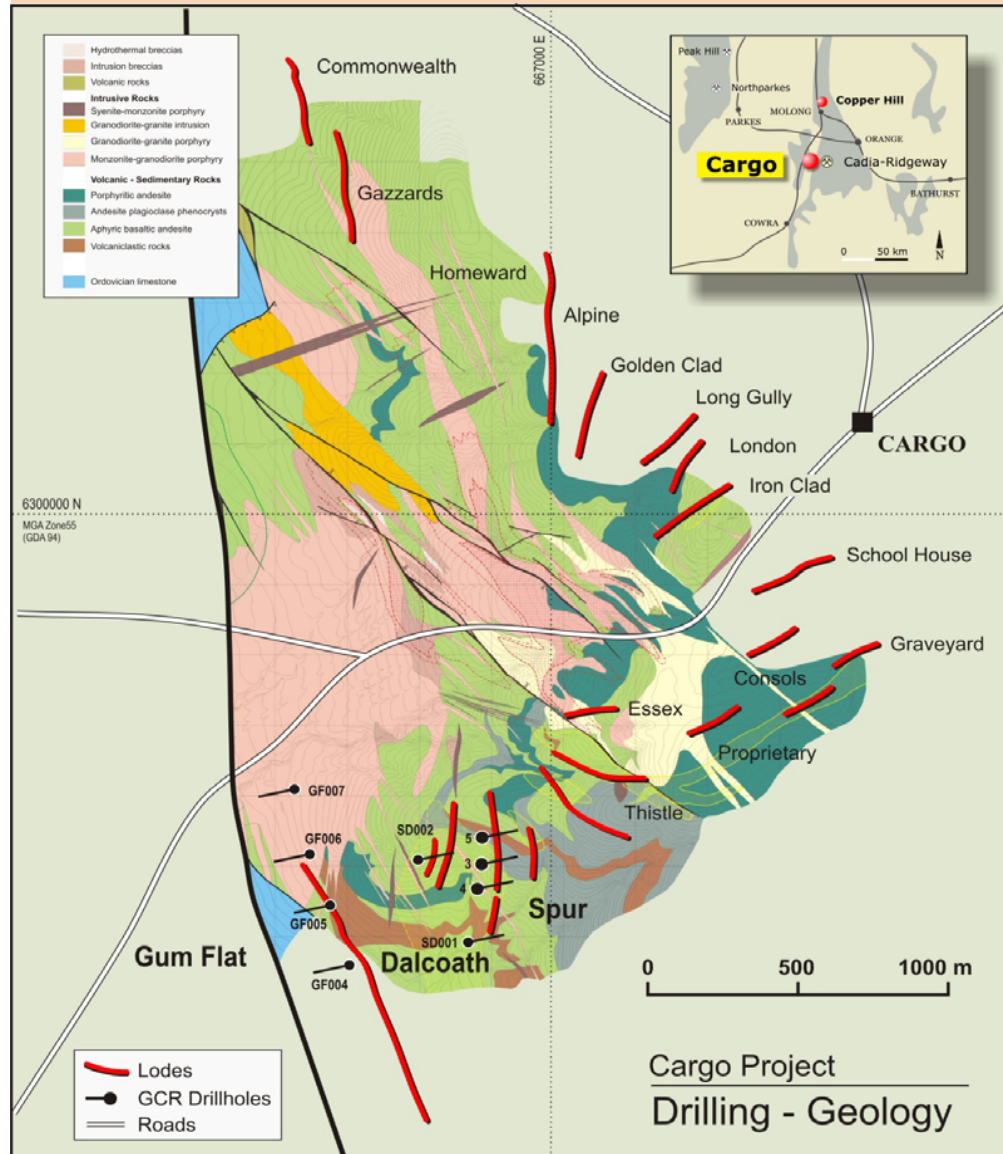 Hydrothermal breccias
Intrusion breccias
Volcanic rocks
Intrusive Rocks
Syenite-monzonite porphyry
Granodiorite-granite intrusion
Granodiorite-granite porphyry
Monzonite-granodiorite porphyry
Volcanic - Sedimentary Rocks
Porphyritic andesite
Andesite plagioclase phenocrysts
Aphyric basaltic andesite
Volcaniclastic rocks
Ordovician limestone
Commonwealth
Gazzards
Homeward
667000 E
Peak Hill
Northparkes
PARKES
MOLONG
Copper Hill
ORANGE
Cargo
Cadia-Ridgeway
BATHURST
COWRA
0 50 km
N
Alpine
Golden Clad
Long Gully
London
Iron Clad
CARGO
6300000 N
MGA Zone55
(GDA 94)
School House
Graveyard
Consols
Essex
Proprietary
Thistle
GF007
GF006
SD002
5
3
4
GF005
SD001
GF004
Spur
Gum Flat
Dalcoath
0 500 1000 m
Lodes
GCR Drillholes
Roads
Cargo Project
Drilling - Geology